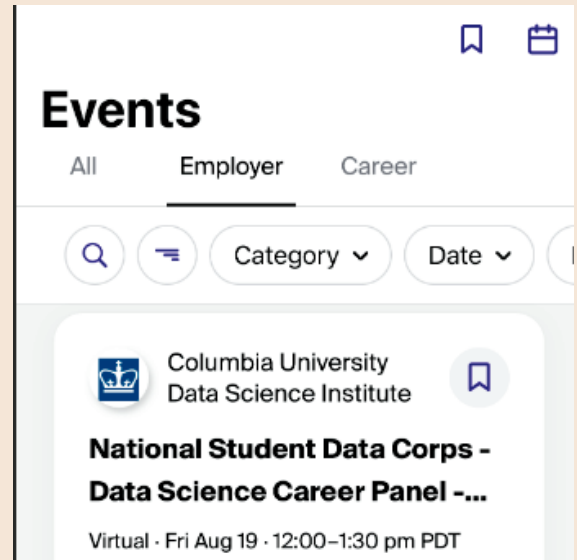 Events
All Employer Career
Category Date
Columbia University
Data Science Institute
National Student Data Corps -
Data Science Career Panel -...
Virtual · Fri Aug 19 · 12:00–1:30 pm PDT